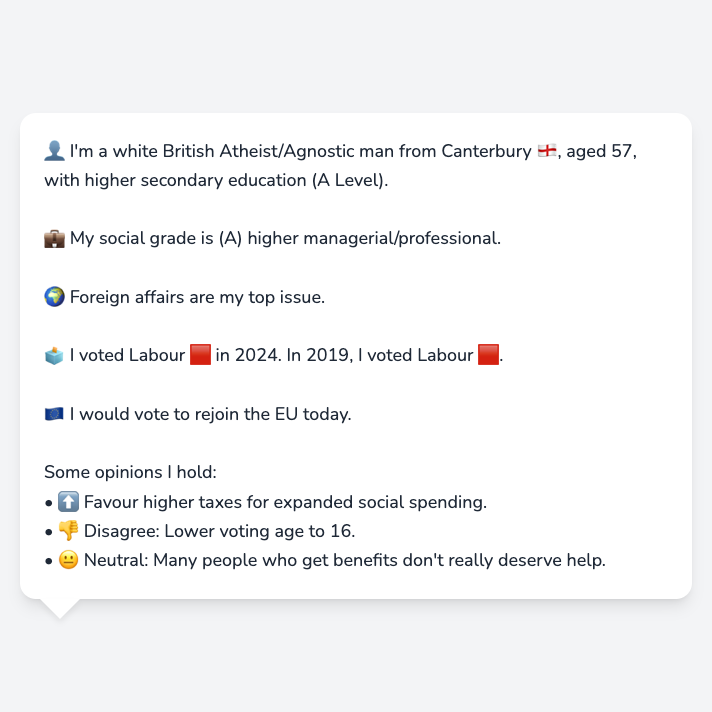 👤 I'm a white British Atheist/Agnostic man from Canterbury 🏴󠁧󠁢󠁥󠁮󠁧󠁿, aged 57,
with higher secondary education (A Level).
💼 My social grade is (A) higher managerial/professional.
🌍 Foreign affairs are my top issue.
🗳️ I voted Labour 🟥 in 2024. In 2019, I voted Labour 🟥.
🇪🇺 I would vote to rejoin the EU today.
Some opinions I hold:
• ⬆️ Favour higher taxes for expanded social spending.
• 👎 Disagree: Lower voting age to 16.
• 😐 Neutral: Many people who get benefits don't really deserve help.